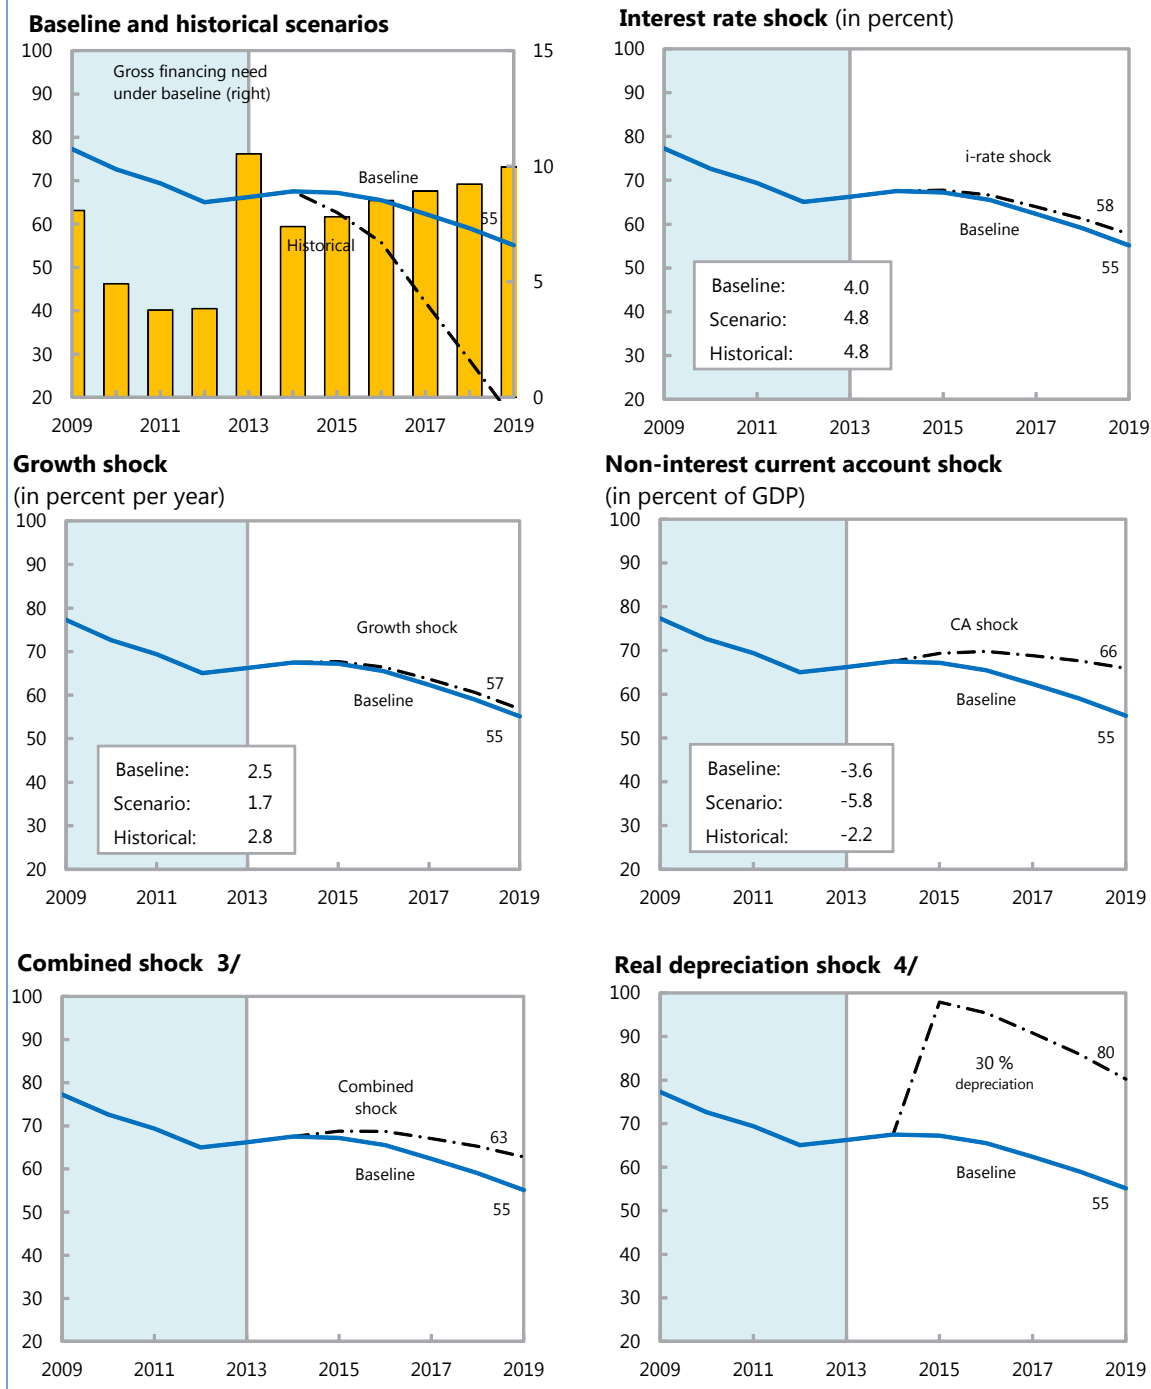 Baseline and historical scenarios
100
90
80
70
60
50
40
30
20
15
10
5
0
Gross financing need
under baseline (right)
Baseline
55
Historical
2009 2011 2013 2015 2017 2019
Interest rate shock (in percent)
100
90
80
70
60
50
40
30
20
i-rate shock
58
Baseline
55
Baseline: 4.0
Scenario: 4.8
Historical: 4.8
2009 2011 2013 2015 2017 2019
Growth shock
(in percent per year)
100
90
80
70
60
50
40
30
20
Growth shock
57
Baseline
55
Baseline: 2.5
Scenario: 1.7
Historical: 2.8
2009 2011 2013 2015 2017 2019
Non-interest current account shock
(in percent of GDP)
100
90
80
70
60
50
40
30
20
CA shock
66
Baseline
55
Baseline: -3.6
Scenario: -5.8
Historical: -2.2
2009 2011 2013 2015 2017 2019
Combined shock 3/
100
90
80
70
60
50
40
30
20
Combined
shock
63
Baseline
55
2009 2011 2013 2015 2017 2019
Real depreciation shock 4/
100
90
80
70
60
50
40
30
20
80
30 %
depreciation
Baseline
55
2009 2011 2013 2015 2017 2019